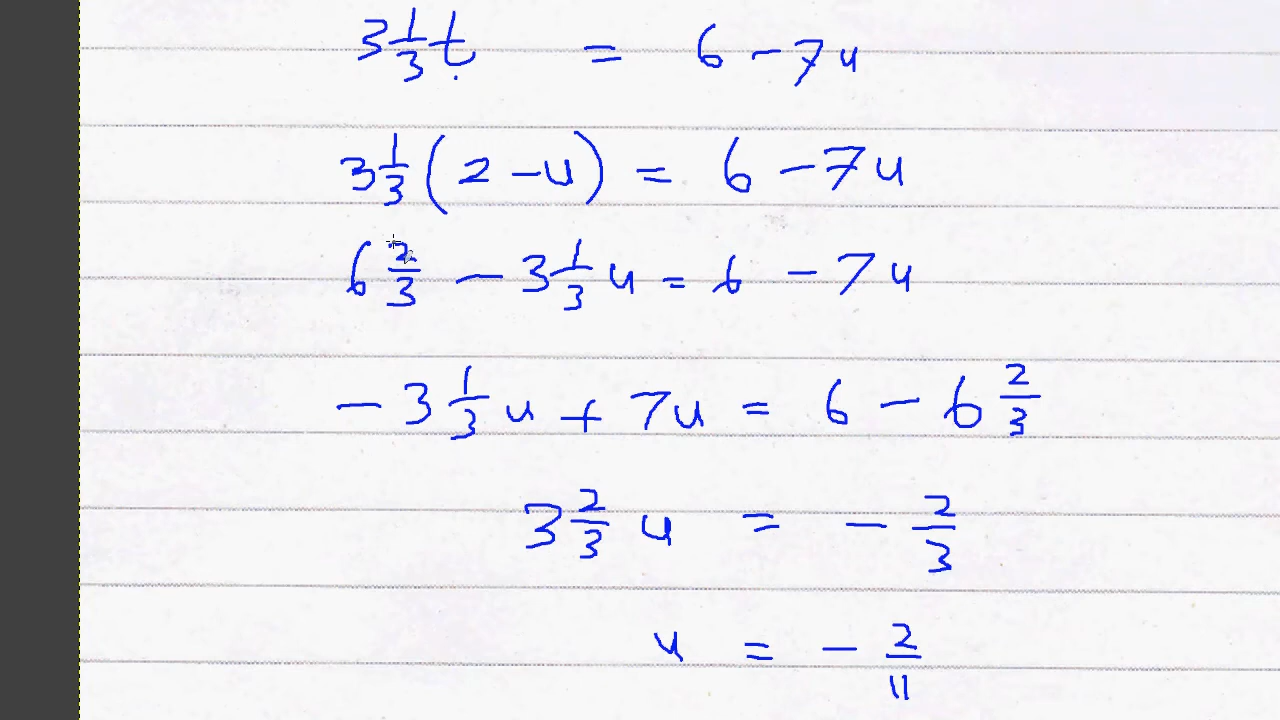 3 1/3 t = 6 - 7u
3 1/3 (2 - u) = 6 - 7u
6 2/3 - 3 1/3 u = 6 - 7u
- 3 1/3 u + 7u = 6 - 6 2/3
3 2/3 u = - 2/3
u = - 2/11